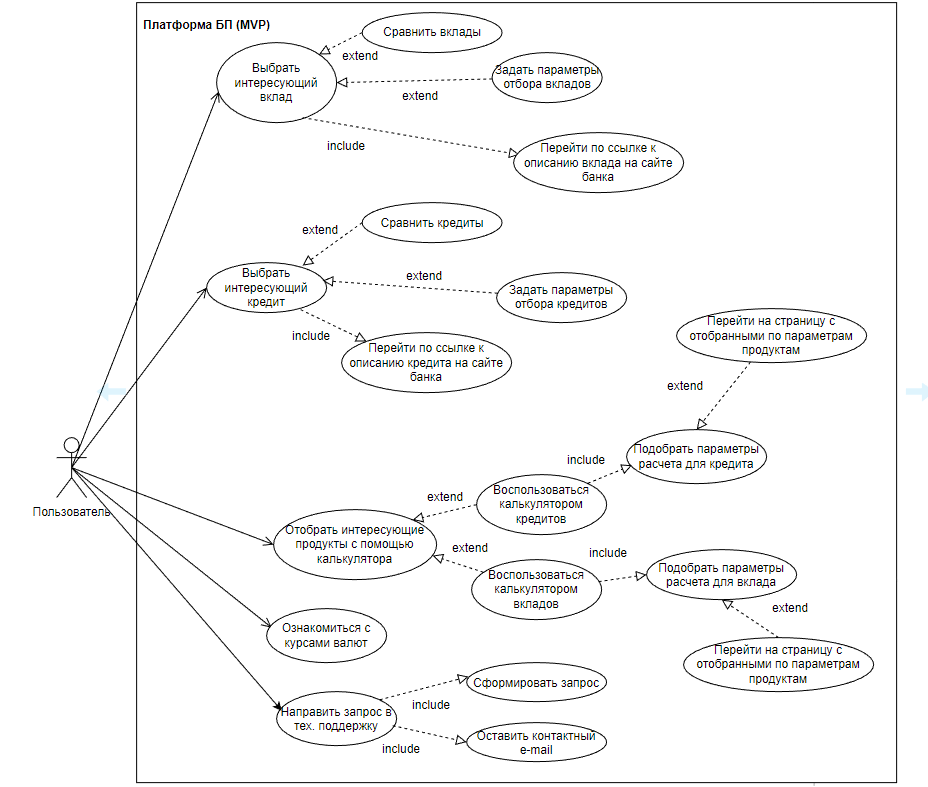 Платформа БП (MVP)
Сравнить вклады
extend
Выбрать
интересующий
вклад
Задать параметры
отбора вкладов
extend
include
Перейти по ссылке к
описанию вклада на сайте
банка
Сравнить кредиты
extend
Выбрать
интересующий
кредит
extend
Задать параметры
отбора кредитов
include
Перейти по ссылке к
описанию кредита на сайте
банка
Перейти на страницу с
отобранными по параметрам
продуктам
extend
Подобрать параметры
расчета для кредита
include
Воспользоваться
калькулятором
кредитов
extend
Пользователь
Отобрать интересующие
продукты с помощью
калькулятора
extend
Воспользоваться
калькулятором
вкладов
include
Подобрать параметры
расчета для вклада
extend
Перейти на страницу с
отобранными по параметрам
продуктам
Ознакомиться с
курсами валют
Сформировать запрос
include
Направить запрос в
тех. поддержку
include
Оставить контактный
e-mail